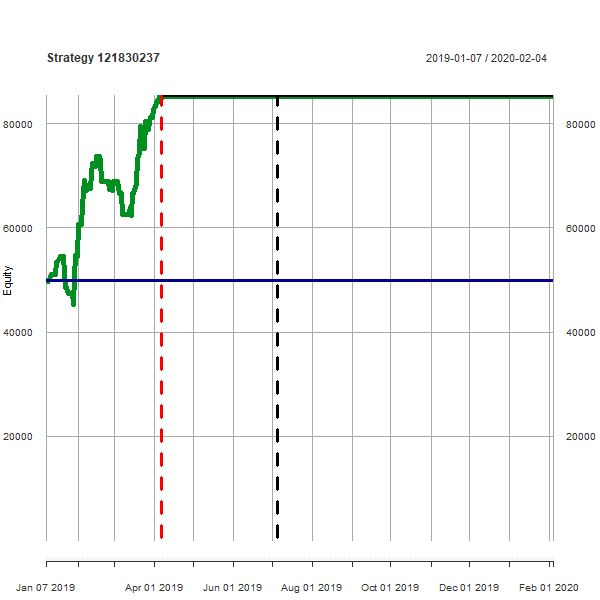 Strategy 121830237
2019-01-07 / 2020-02-04
80000
80000
60000
60000
Equity
40000
40000
20000
20000
Jan 07 2019
Apr 01 2019
Jun 01 2019
Aug 01 2019
Oct 01 2019
Dec 01 2019
Feb 01 2020